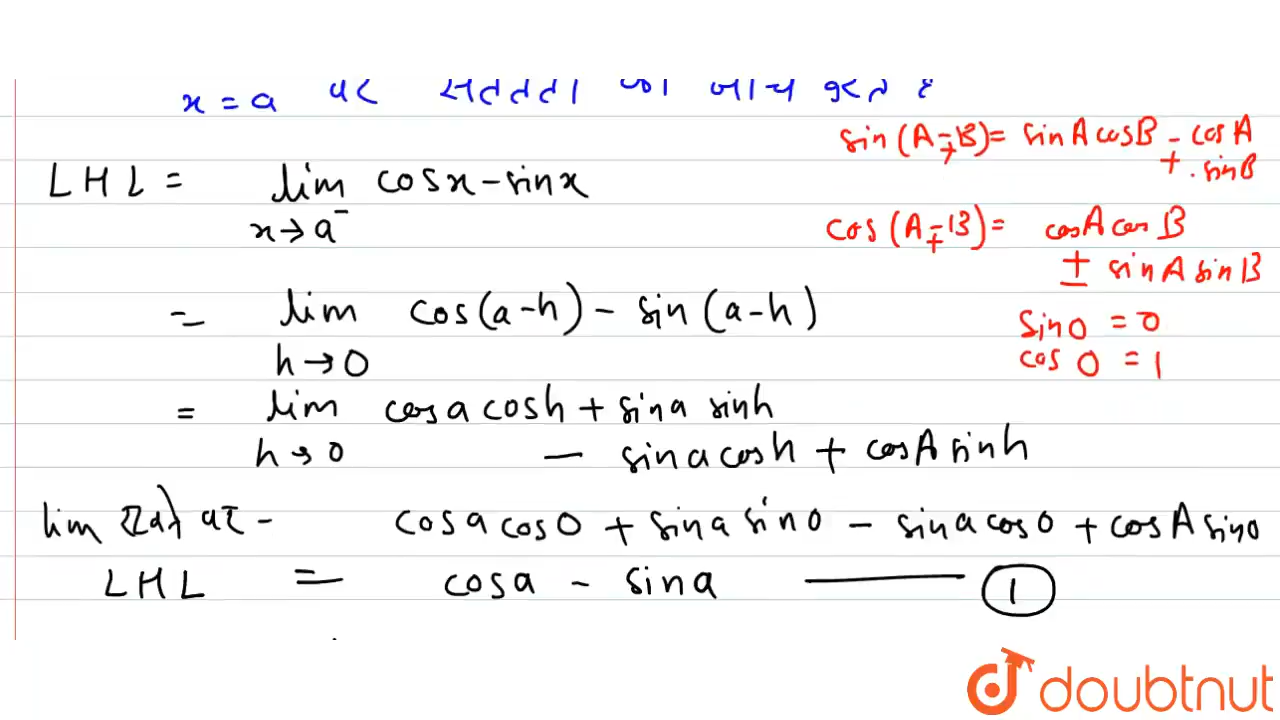 x = a पर सततता की जांच करते है
LHL = lim cosx - sinx
x→a⁻
= lim cos(a-h) - sin(a-h)
h→0
= lim cosa cosh + sina sinh
h→0 - sina cosh + cosA sinh
lim रखने पर - cosa cos0 + sina sin0 - sina cos0 + cosA sin0
LHL = cosa - sina ——— 1
sin(A-+B) = sinA cosB - cosA
+ . sinB
cos(A-+B) = cosA cosB
± sinA sinB
sin0 = 0
cos 0 = 1
doubtnut